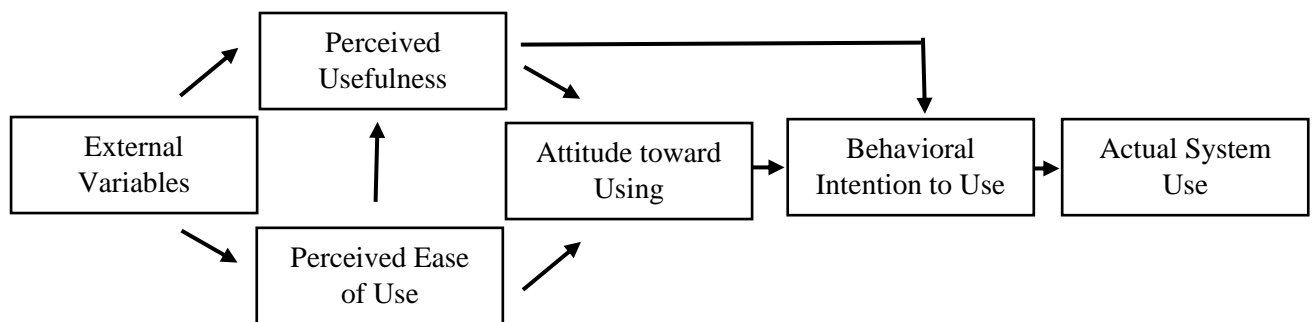 Perceived
Usefulness
External
Variables
Attitude toward
Using
Behavioral
Intention to Use
Actual System
Use
Perceived Ease
of Use